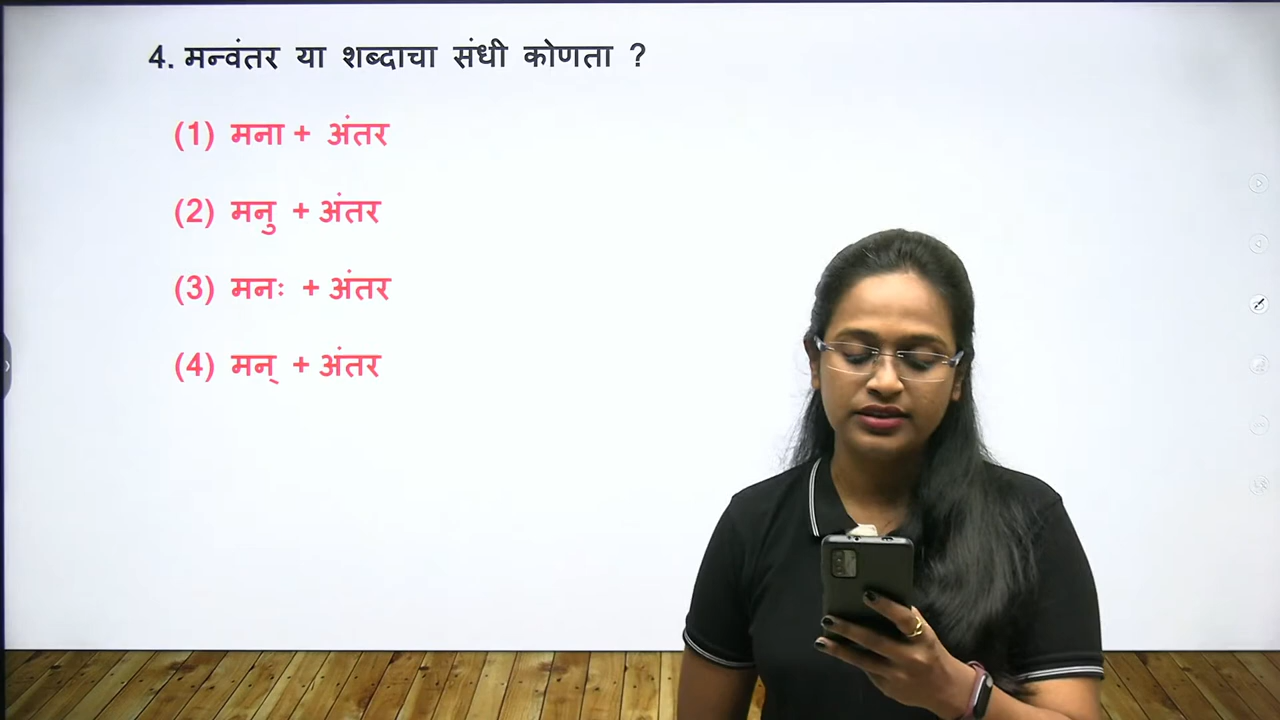 4. मन्वंतर या शब्दाचा संधी कोणता ?
(1) मना + अंतर
(2) मनु + अंतर
(3) मनः + अंतर
(4) मन् + अंतर